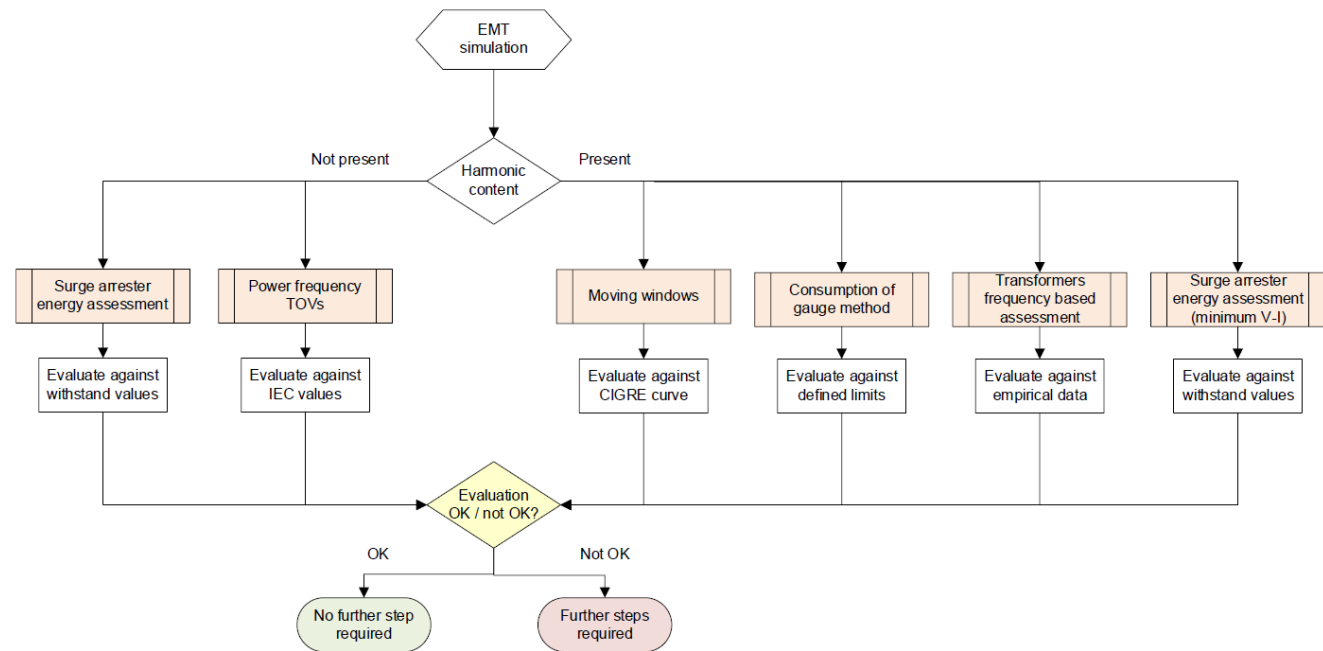 EMT
simulation
Not present
Present
Harmonic
content
Surge arrester
energy assessment
Power frequency
TOVs
Moving windows
Consumption of
gauge method
Transformers
frequency based
assessment
Surge arrester
energy assessment
(minimum V-I)
Evaluate against
withstand values
Evaluate against
IEC values
Evaluate against
CIGRE curve
Evaluate against
defined limits
Evaluate against
empirical data
Evaluate against
withstand values
Evaluation
OK / not OK?
OK
Not OK
No further step
required
Further steps
required